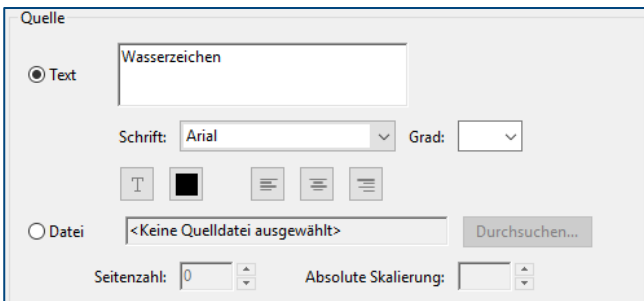 Quelle
Text
Wasserzeichen
Schrift: Arial Grad:
T
Datei <Keine Quelldatei ausgewählt> Durchsuchen...
Seitenzahl: 0 Absolute Skalierung: